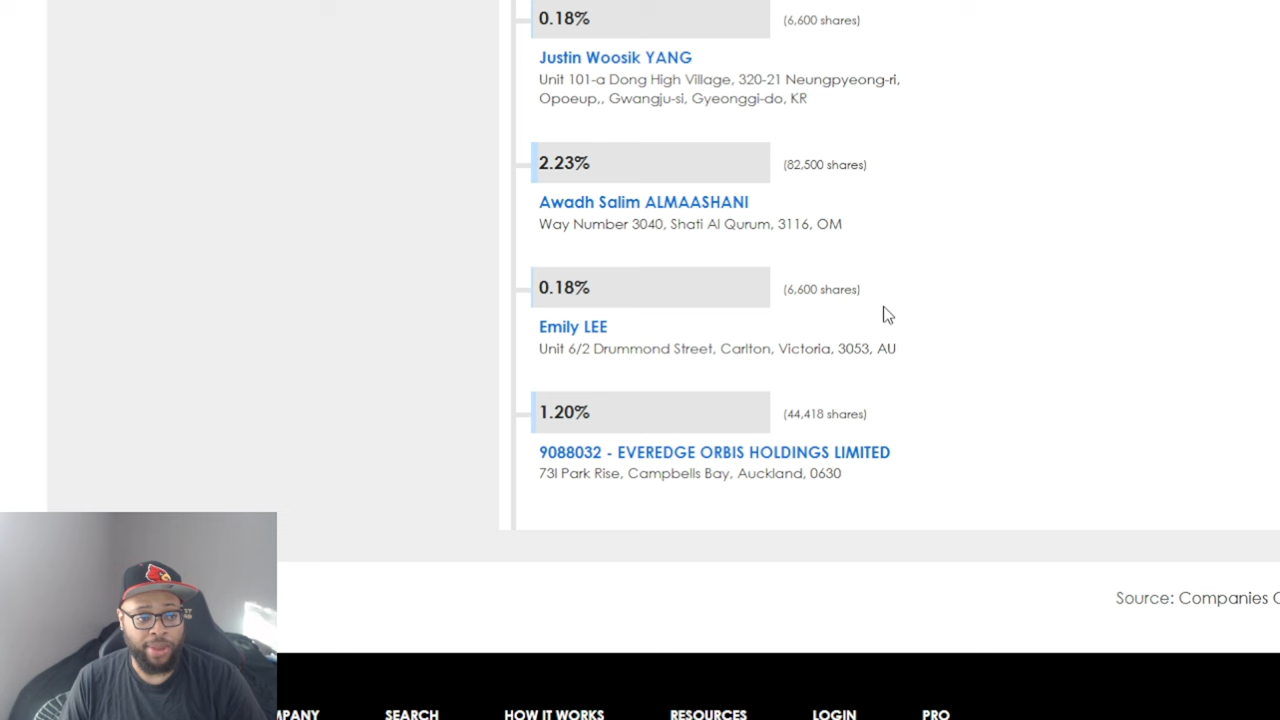 0.18%
(6,600 shares)
Justin Woosik YANG
Unit 101-a Dong High Village, 320-21 Neungpyeong-ri,
Opoeup,, Gwangju-si, Gyeonggi-do, KR
2.23%
(82,500 shares)
Awadh Salim ALMAASHANI
Way Number 3040, Shati Al Qurum, 3116, OM
0.18%
(6,600 shares)
Emily LEE
Unit 6/2 Drummond Street, Carlton, Victoria, 3053, AU
1.20%
(44,418 shares)
9088032 - EVEREDGE ORBIS HOLDINGS LIMITED
73l Park Rise, Campbells Bay, Auckland, 0630
Source: Companies
MPANY SEARCH HOW IT WORKS RESOURCES LOGIN PRO